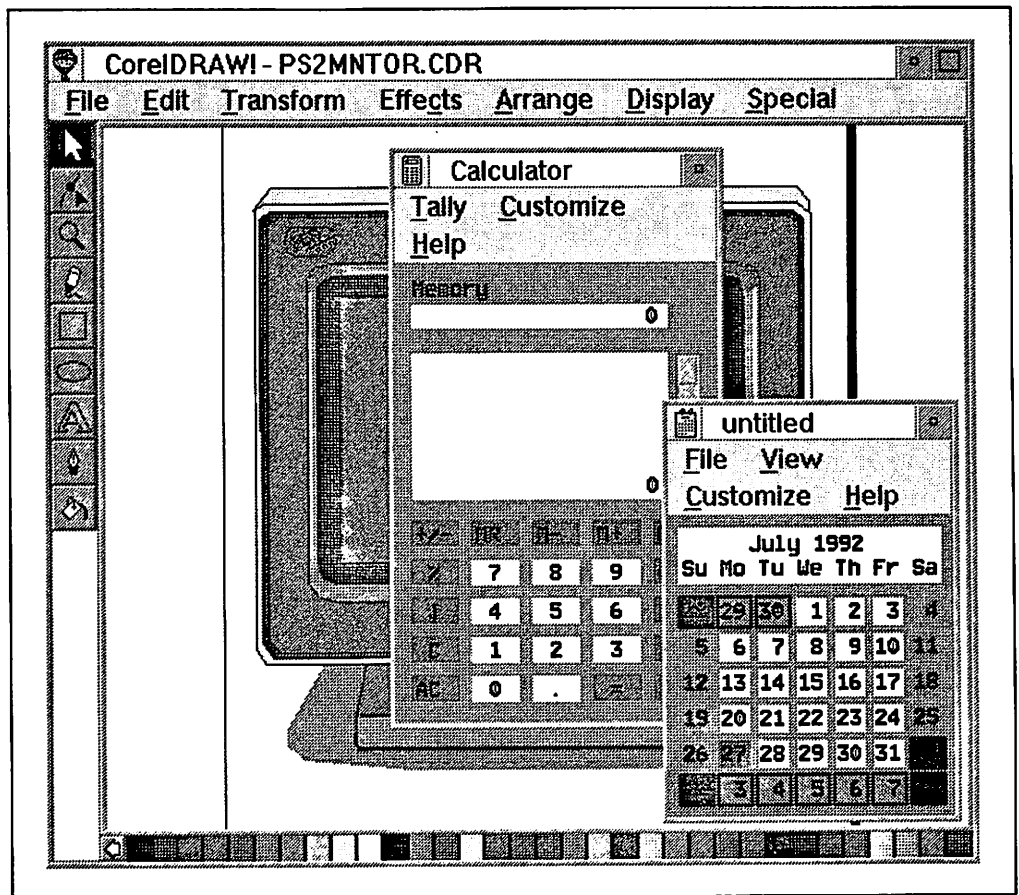 CorelDRAW! - PS2MNTOR.CDR
File Edit Transform Effects Arrange Display Special
Calculator
Tally Customize
Help
Memory
0
0
+/- MR M- M+
% 7 8 9
4 5 6
C 1 2 3
AC 0 . =
untitled
File View
Customize Help
July 1992
Su Mo Tu We Th Fr Sa
29 30 1 2 3 4
5 6 7 8 9 10 11
12 13 14 15 16 17 18
19 20 21 22 23 24 25
26 27 28 29 30 31
3 4 5 6 7